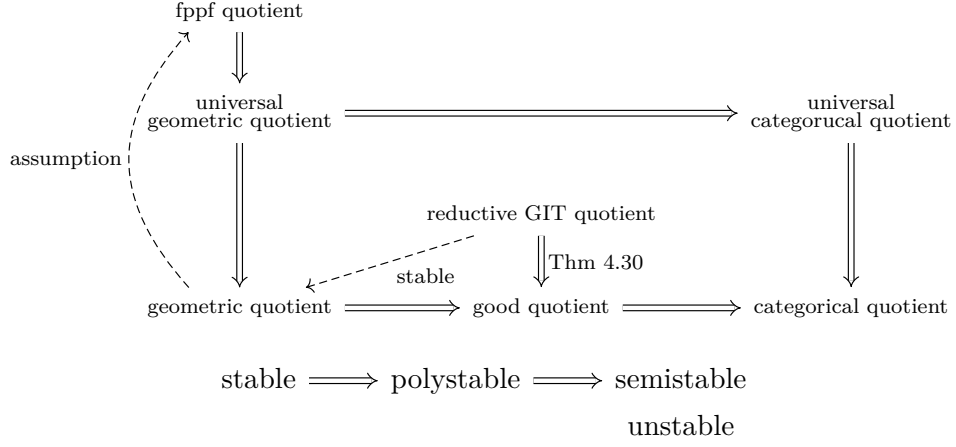 fppf quotient
universal
geometric quotient
universal
categorucal quotient
assumption
reductive GIT quotient
stable
Thm 4.30
geometric quotient
good quotient
categorical quotient
stable
polystable
semistable
unstable